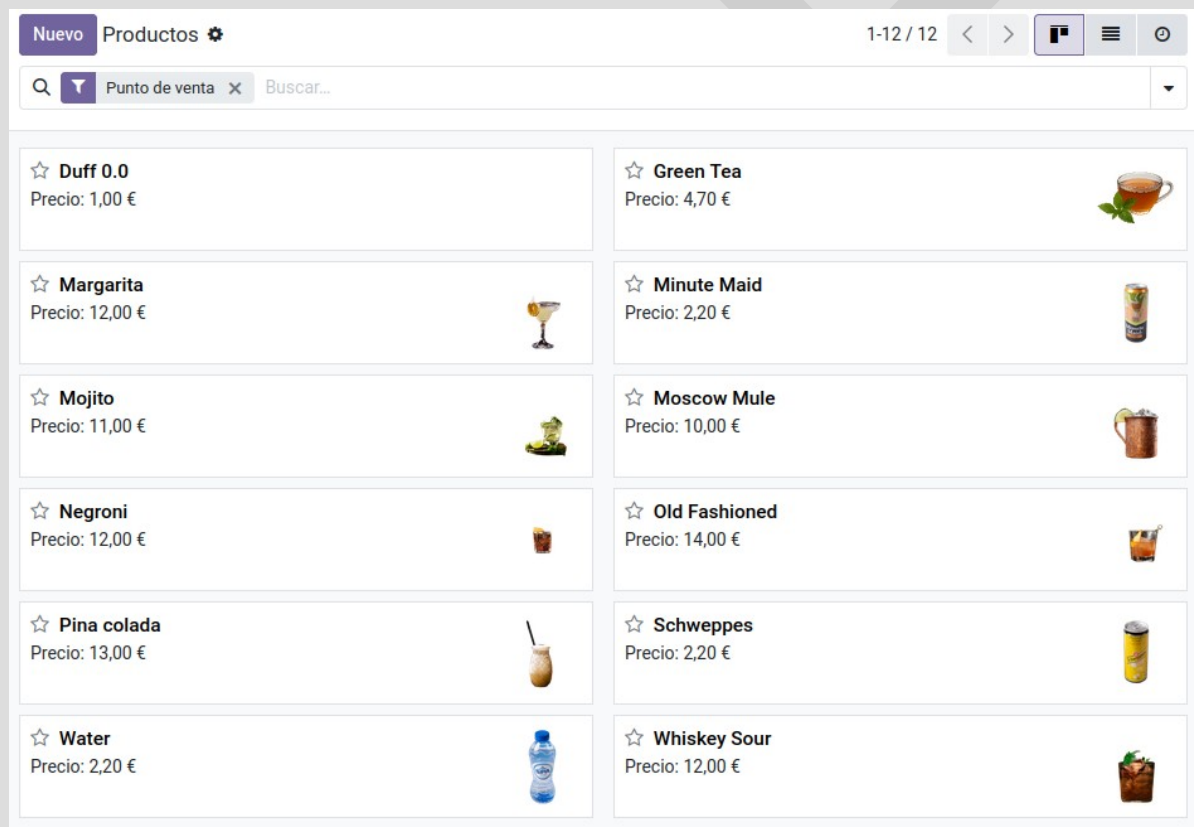 Nuevo Productos 1-12 / 12
Punto de venta Buscar...
Duff 0.0
Precio: 1,00 €
Green Tea
Precio: 4,70 €
Margarita
Precio: 12,00 €
Minute Maid
Precio: 2,20 €
Mojito
Precio: 11,00 €
Moscow Mule
Precio: 10,00 €
Negroni
Precio: 12,00 €
Old Fashioned
Precio: 14,00 €
Pina colada
Precio: 13,00 €
Schweppes
Precio: 2,20 €
Water
Precio: 2,20 €
Whiskey Sour
Precio: 12,00 €